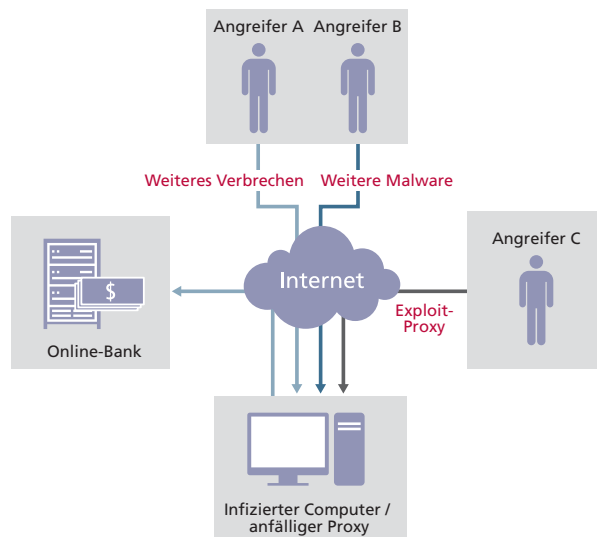 Angreifer A Angreifer B
Weiteres Verbrechen Weitere Malware
Angreifer C
Internet
$
Exploit-
Proxy
Online-Bank
Infizierter Computer /
anfälliger Proxy